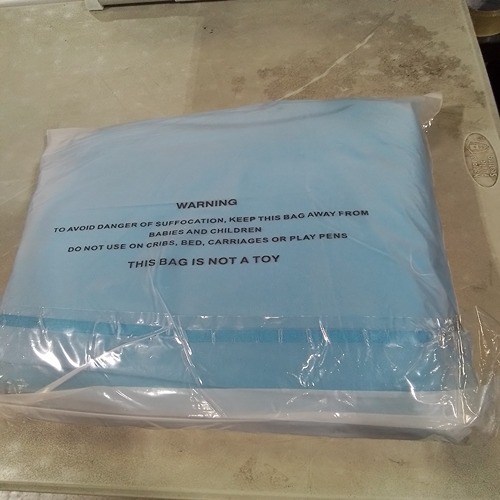 WARNING
TO AVOID DANGER OF SUFFOCATION, KEEP THIS BAG AWAY FROM
BABIES AND CHILDREN
DO NOT USE ON CRIBS, BED, CARRIAGES OR PLAY PENS
THIS BAG IS NOT A TOY